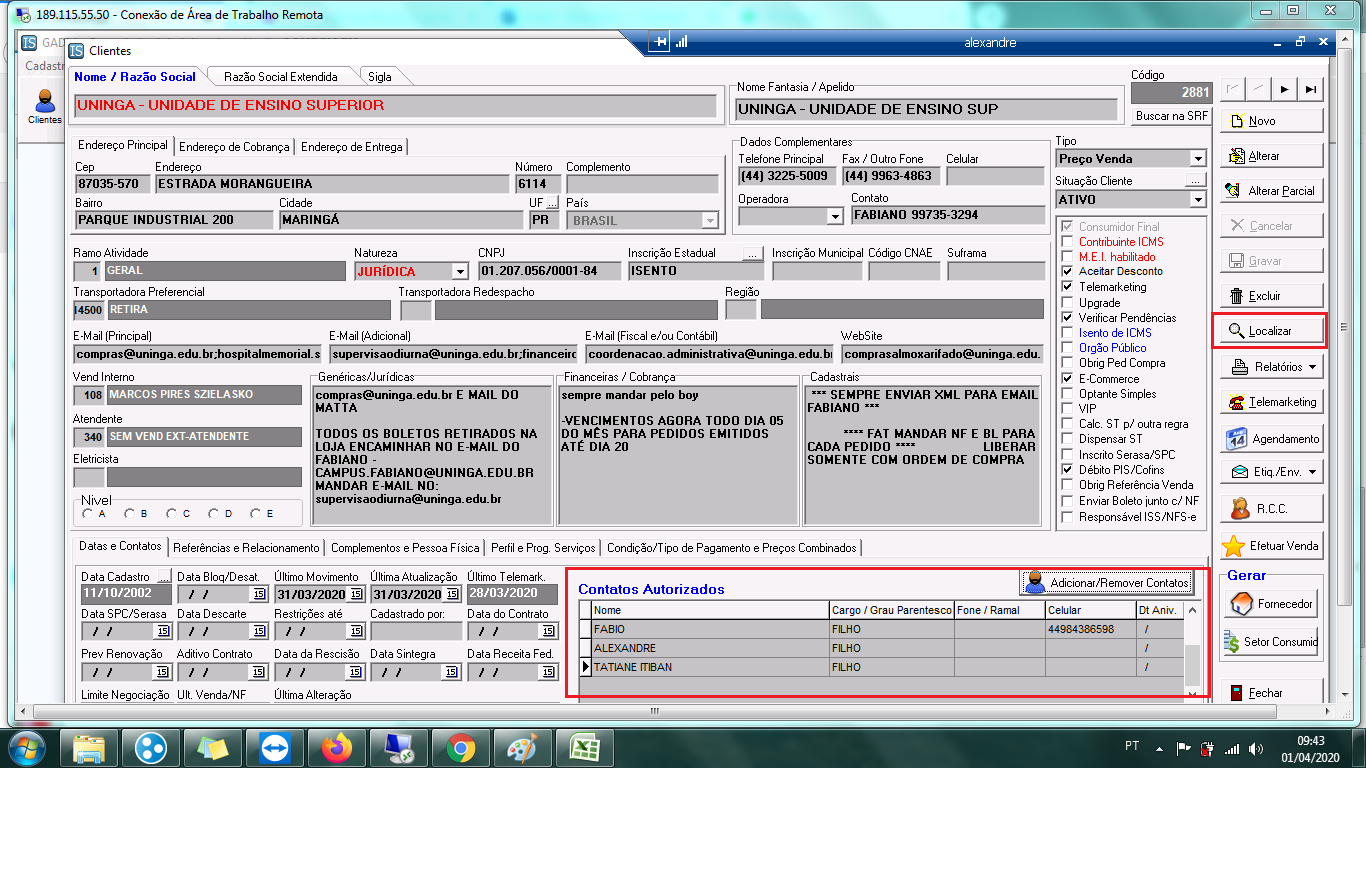 189.115.55.50 - Conexão de Área de Trabalho Remota
alexandre
Clientes
Cadastr
Clientes
Nome / Razão Social
Razão Social Extendida
Sigla
UNINGA - UNIDADE DE ENSINO SUPERIOR
Nome Fantasia / Apelido
UNINGA - UNIDADE DE ENSINO SUP
Código
2881
Buscar na SRF
Endereço Principal
Endereço de Cobrança
Endereço de Entrega
Cep
Endereço
Número
Complemento
87035-570
ESTRADA MORANGUEIRA
6114
Bairro
Cidade
UF ...
País
PARQUE INDUSTRIAL 200
MARINGÁ
PR
BRASIL
Dados Complementares
Telefone Principal
Fax / Outro Fone
Celular
(44) 3225-5009
(44) 9963-4863
Operadora
Contato
FABIANO 99735-3294
Tipo
Preço Venda
Situação Cliente
...
ATIVO
Ramo Atividade
Natureza
CNPJ
Inscrição Estadual
...
Inscrição Municipal
Código CNAE
Suframa
1
GERAL
JURÍDICA
01.207.056/0001-84
ISENTO
Transportadora Preferencial
Transportadora Redespacho
Região
14500
RETIRA
E-Mail (Principal)
E-Mail (Adicional)
E-Mail (Fiscal e/ou Contábil)
WebSite
compras@uninga.edu.br;hospitalmemorial.s
supervisaodiurna@uninga.edu.br;financeiro
coordenacao.administrativa@uninga.edu.br
comprasalmoxarifado@uninga.edu.
Vend Interno
108
MARCOS PIRES SZIELASKO
Atendente
340
SEM VEND EXT-ATENDENTE
Eletricista
Nivel
A
B
C
D
E
Genéricas/Jurídicas
compras@uninga.edu.br E MAIL DO
MATTA
TODOS OS BOLETOS RETIRADOS NA
LOJA ENCAMINHAR NO E-MAIL DO
FABIANO -
CAMPUS.FABIANO@UNINGA.EDU.BR
MANDAR E-MAIL NO:
supervisaodiurna@uninga.edu.br
Financeiras / Cobrança
sempre mandar pelo boy
-VENCIMENTOS AGORA TODO DIA 05
DO MÊS PARA PEDIDOS EMITIDOS
ATÉ DIA 20
Cadastrais
*** SEMPRE ENVIAR XML PARA EMAIL
FABIANO ***
**** FAT MANDAR NF E BL PARA
CADA PEDIDO **** LIBERAR
SOMENTE COM ORDEM DE COMPRA
Consumidor Final
Contribuinte ICMS
M.E.I. habilitado
Aceitar Desconto
Telemarketing
Upgrade
Verificar Pendências
Isento de ICMS
Orgão Público
Obrig Ped Compra
E-Commerce
Optante Simples
VIP
Calc. ST p/ outra regra
Dispensar ST
Inscrito Serasa/SPC
Débito PIS/Cofins
Obrig Referência Venda
Enviar Boleto junto c/ NF
Responsável ISS/NFS-e
Datas e Contatos
Referências e Relacionamento
Complementos e Pessoa Física
Perfil e Prog. Serviços
Condição/Tipo de Pagamento e Preços Combinados
Data Cadastro ...
Data Bloq/Desat.
Último Movimento
Última Atualização
Último Telemark.
11/10/2002
/ / 15
31/03/2020 15
31/03/2020 15
28/03/2020
Data SPC/Serasa
Data Descarte
Restrições até
Cadastrado por:
Data do Contrato
/ / 15
/ / 15
/ / 15
/ / 15
Prev Renovação
Aditivo Contrato
Data da Rescisão
Data Sintegra
Data Receita Fed.
/ / 15
/ / 15
/ / 15
/ / 15
/ / 15
Limite Negociação
Ult. Venda/NF
Última Alteração
Contatos Autorizados
Adicionar/Remover Contatos
Nome
Cargo / Grau Parentesco
Fone / Ramal
Celular
Dt Aniv.
FABIO
FILHO
44984386598
/
ALEXANDRE
FILHO
/
TATIANE ITIBAN
FILHO
/
Novo
Alterar
Alterar Parcial
Cancelar
Gravar
Excluir
Localizar
Relatórios
Telemarketing
14 Agendamento
Etiq./Env.
R.C.C.
Efetuar Venda
Gerar
Fornecedor
Setor Consumid
Fechar
PT
09:43
01/04/2020